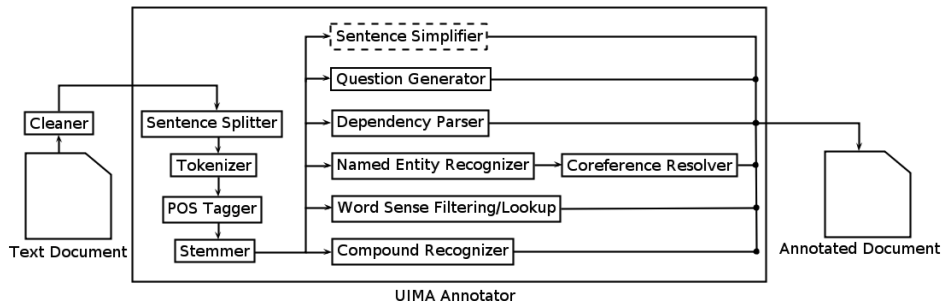 Sentence Simplifier
Question Generator
Cleaner
Sentence Splitter
Dependency Parser
Tokenizer
Named Entity Recognizer
Coreference Resolver
POS Tagger
Word Sense Filtering/Lookup
Text Document
Stemmer
Compound Recognizer
Annotated Document
UIMA Annotator